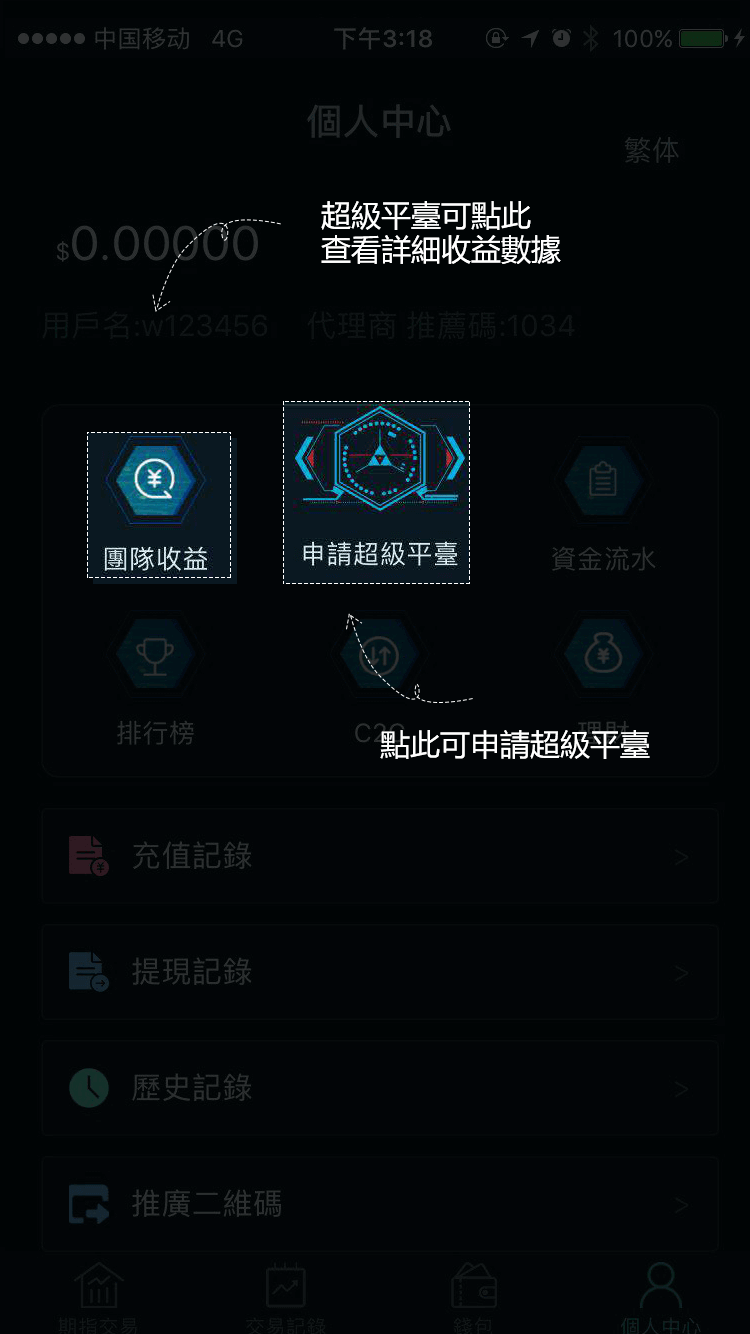 中国移动 4G 下午3:18 100%
個人中心
繁体
超級平臺可點此
查看詳細收益數據
$0.00000
用戶名:w123456 代理商 推薦碼:1034
團隊收益 申請超級平臺 資金流水
排行榜 C2C 理財
點此可申請超級平臺
充值記錄 >
提現記錄 >
歷史記錄 >
推廣二維碼 >
期指交易 交易記錄 錢包 個人中心